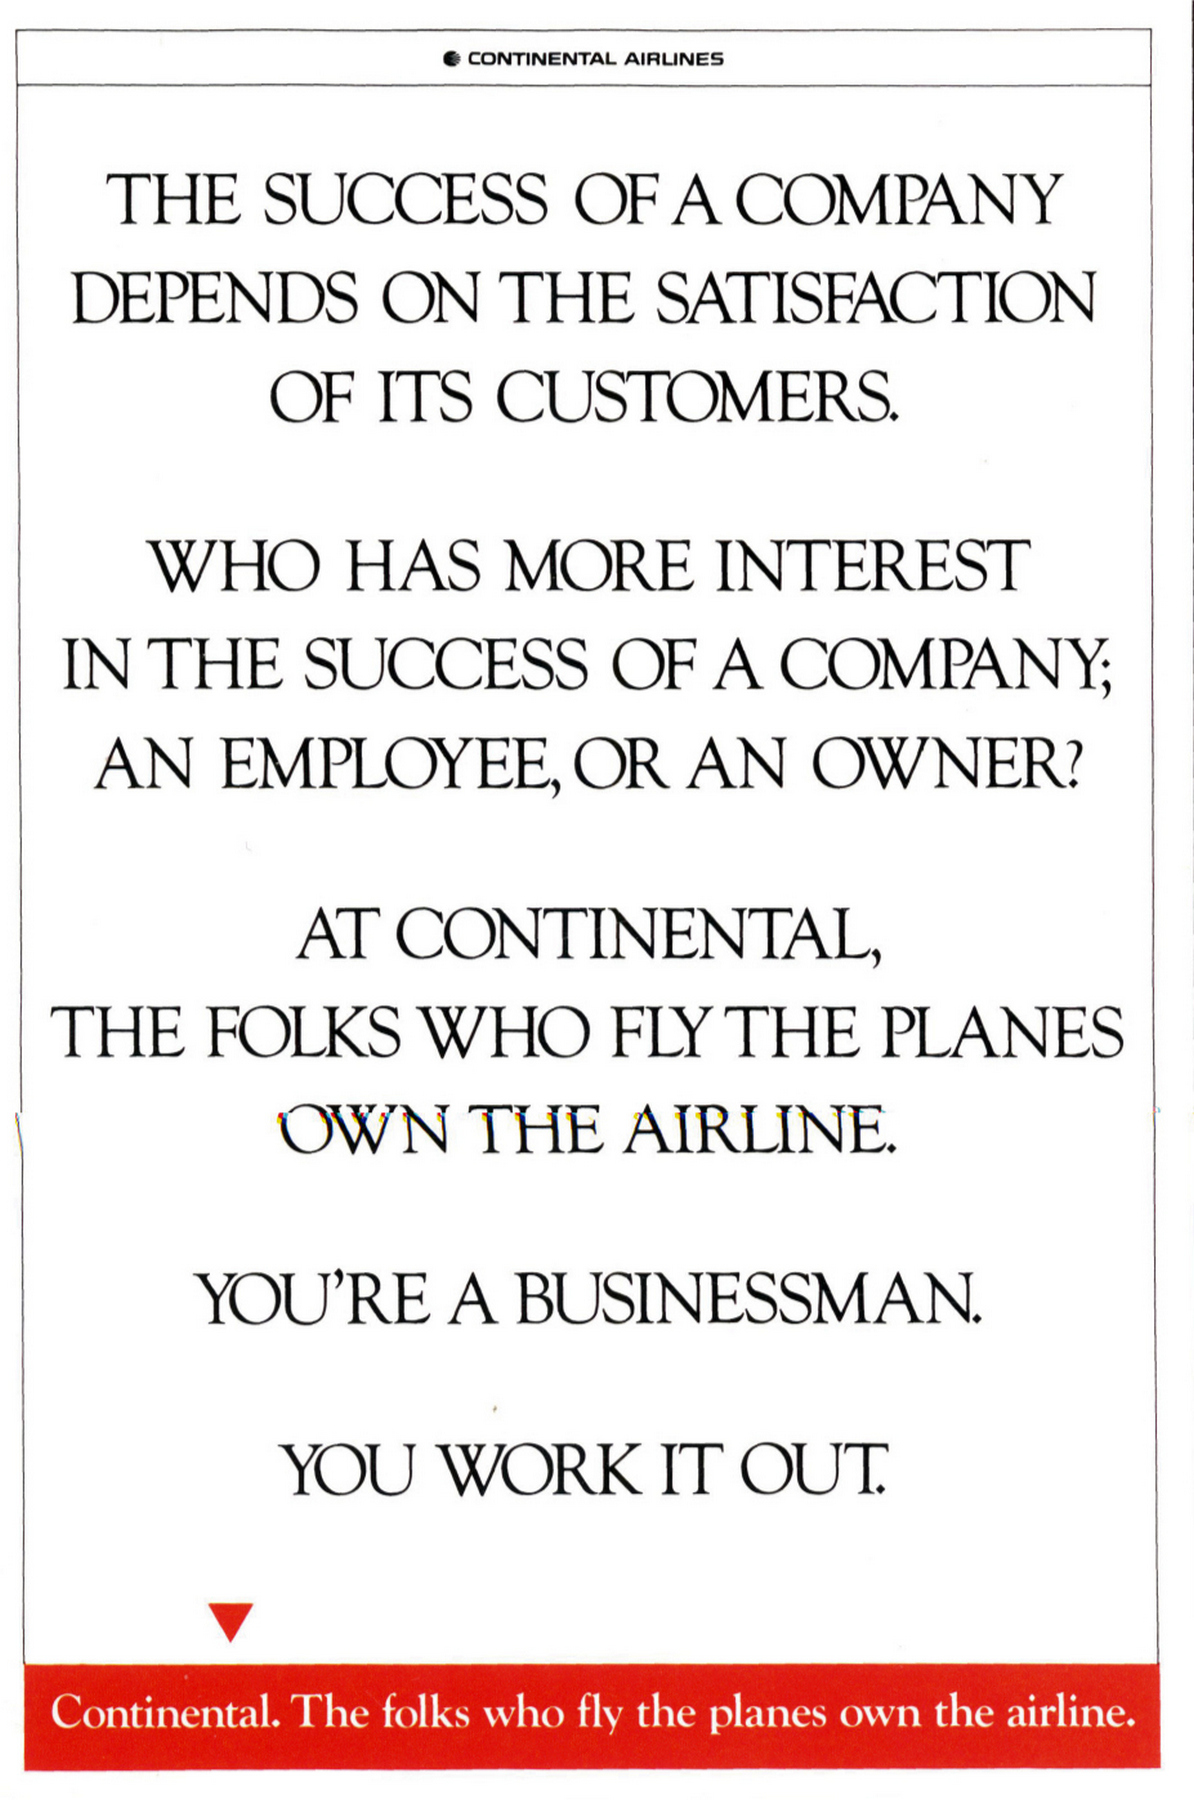 CONTINENTAL AIRLINES
THE SUCCESS OF A COMPANY
DEPENDS ON THE SATISFACTION
OF ITS CUSTOMERS.
WHO HAS MORE INTEREST
IN THE SUCCESS OF A COMPANY;
AN EMPLOYEE, OR AN OWNER?
AT CONTINENTAL,
THE FOLKS WHO FLY THE PLANES
OWN THE AIRLINE.
YOU'RE A BUSINESSMAN.
YOU WORK IT OUT.
Continental. The folks who fly the planes own the airline.